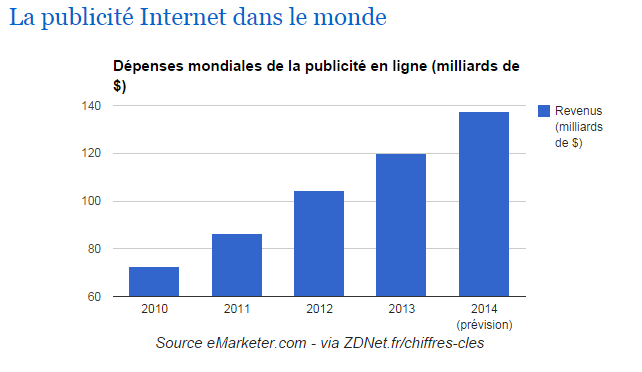 La publicité Internet dans le monde
Dépenses mondiales de la publicité en ligne (milliards de
$)
140
120
100
80
60
Revenus
(milliards
de $)
2010 2011 2012 2013 2014
(prévision)
Source eMarketer.com - via ZDNet.fr/chiffres-cles